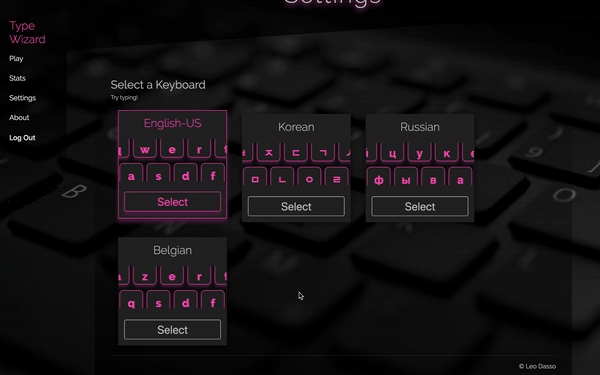 Settings
Type
Wizard
Play
Stats
Settings
About
Log Out
Select a Keyboard
Try typing!
English-US
w e r
a s d f
Select
Korean
ㅈ ㄷ ㄱ
ㅁ ㄴ ㅇ ㄹ
Select
Russian
ц у к
ф ы в а
Select
Belgian
z e r
q s d f
Select
© Leo Dasso